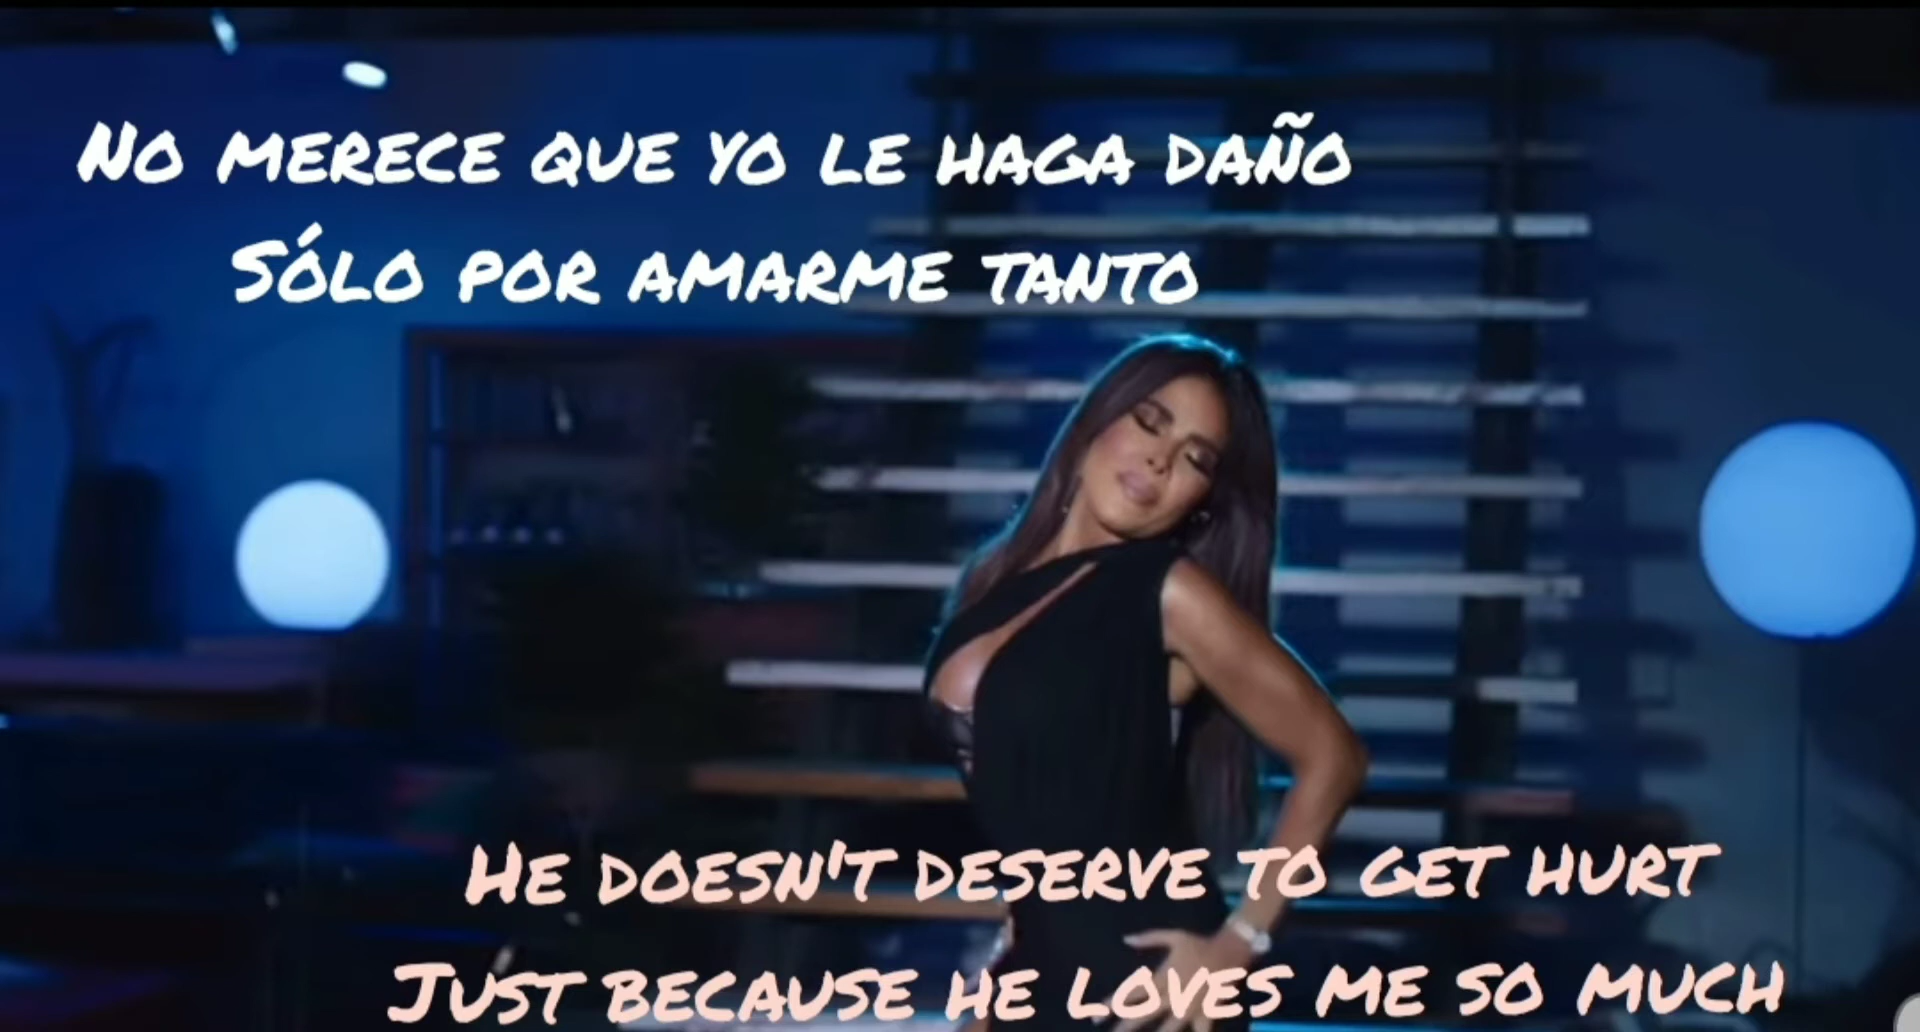 No merece que yo le haga daño
Sólo por amarme tanto
He doesn't deserve to get hurt
Just because he loves me so much